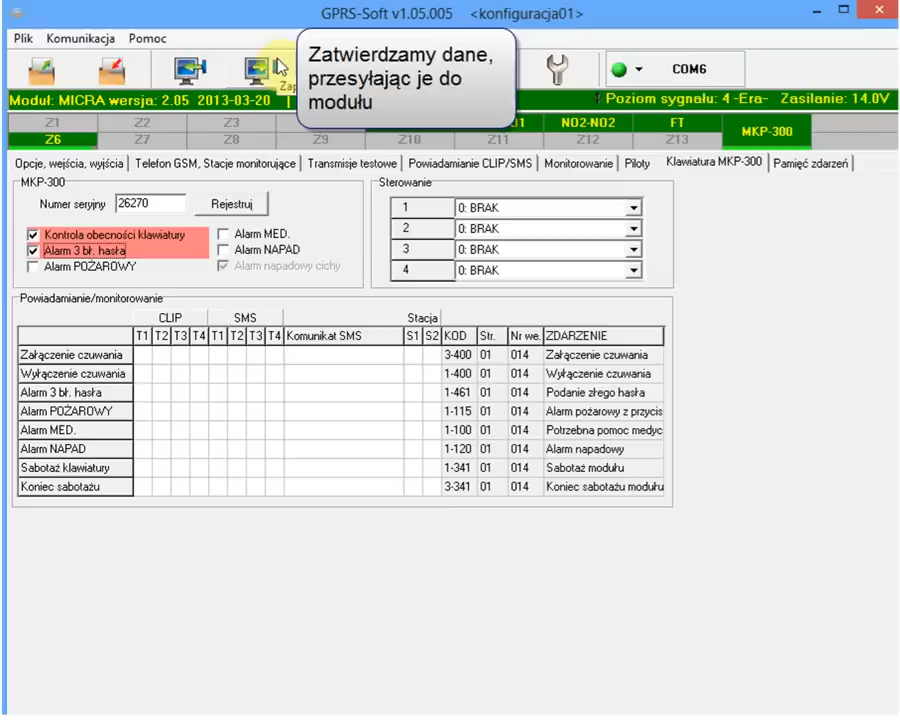 GPRS-Soft v1.05.005 <konfiguracja01>
Plik Komunikacja Pomoc
Zatwierdzamy dane,
przesyłając je do
modułu
COM6
Moduł: MICRA wersja: 2.05 2013-03-20 | Poziom sygnału: 4 -Era- Zasilanie: 14.0V
Z1 Z2 Z3 NO2-NO2 FT MKP-300
Z6 Z7 Z8 Z9 Z10 Z11 Z12 Z13
Opcje, wejścia, wyjścia Telefon GSM, Stacje monitorujące Transmisje testowe Powiadamianie CLIP/SMS Monitorowanie Piloty Klawiatura MKP-300 Pamięć zdarzeń
MKP-300 Sterowanie
Numer seryjny 26270 Rejestruj
1 0: BRAK
2 0: BRAK
3 0: BRAK
4 0: BRAK
Kontrola obecności klawiatury Alarm MED.
Alarm 3 bł. hasła Alarm NAPAD
Alarm POŻAROWY Alarm napadowy cichy
Powiadamianie/monitorowanie
CLIP SMS Stacja
T1 T2 T3 T4 T1 T2 T3 T4 Komunikat SMS S1 S2 KOD Str. Nr we. ZDARZENIE
Załączenie czuwania 3-400 01 014 Załączenie czuwania
Wyłączenie czuwania 1-400 01 014 Wyłączenie czuwania
Alarm 3 bł. hasła 1-461 01 014 Podanie złego hasła
Alarm POŻAROWY 1-115 01 014 Alarm pożarowy z przycis
Alarm MED. 1-100 01 014 Potrzebna pomoc medyc
Alarm NAPAD 1-120 01 014 Alarm napadowy
Sabotaż klawiatury 1-341 01 014 Sabotaż modułu
Koniec sabotażu 3-341 01 014 Koniec sabotażu modułu